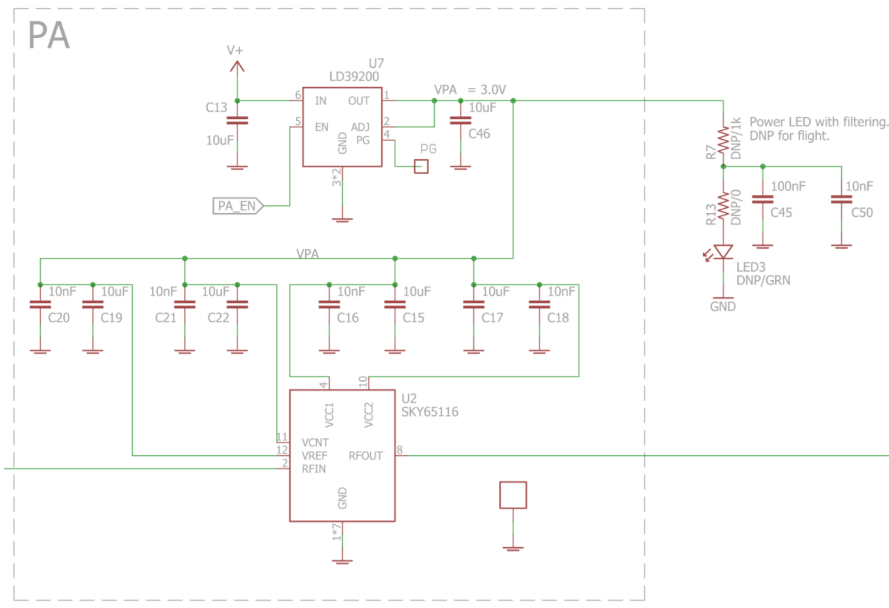 PA
V+
U7
LD39200
VPA = 3.0V
C13
10uF
6 IN OUT 1
5 EN ADJ 2
PG 4
GND
3*2
10uF
C46
PG
PA_EN
Power LED with filtering.
DNP for flight.
R7
DNP/1k
R13
DNP/0
100nF
C45
10nF
C50
LED3
DNP/GRN
GND
VPA
10nF
C20
10uF
C19
10nF
C21
10uF
C22
10nF
C16
10uF
C15
10uF
C17
10nF
C18
4
VCC1
10
VCC2
U2
SKY65116
11 VCNT
12 VREF RFOUT 8
2 RFIN
GND
1*7